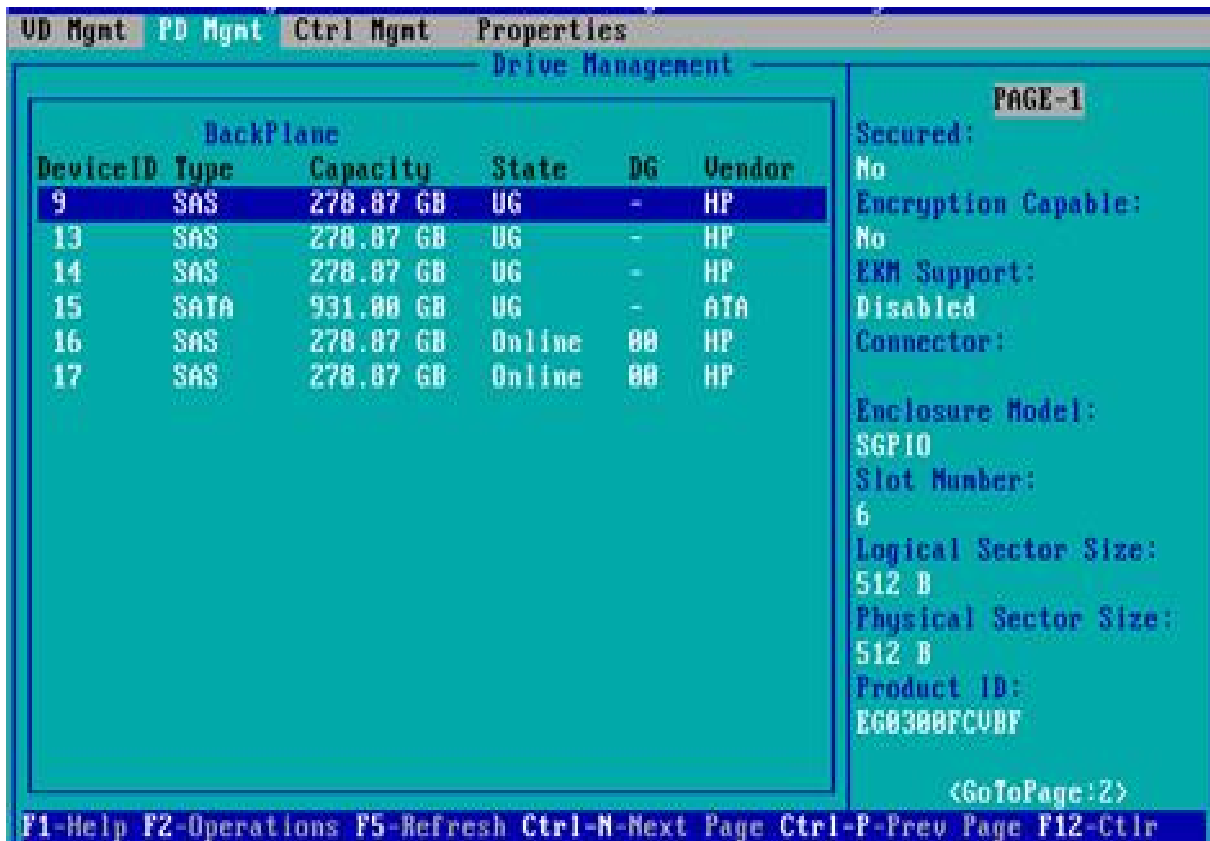 VD Mgmt PD Mgmt Ctrl Mgmt Properties
Drive Management
BackPlane
DeviceID Type Capacity State DG Vendor
9 SAS 278.87 GB UG - HP
13 SAS 278.87 GB UG - HP
14 SAS 278.87 GB UG - HP
15 SATA 931.00 GB UG - ATA
16 SAS 278.87 GB Online 00 HP
17 SAS 278.87 GB Online 00 HP
PAGE-1
Secured:
No
Encryption Capable:
No
EKM Support:
Disabled
Connector:
Enclosure Model:
SGPIO
Slot Number:
6
Logical Sector Size:
512 B
Physical Sector Size:
512 B
Product ID:
EG0300FCVBF
<GoToPage:2>
F1-Help F2-Operations F5-Refresh Ctrl-N-Next Page Ctrl-P-Prev Page F12-Ctlr